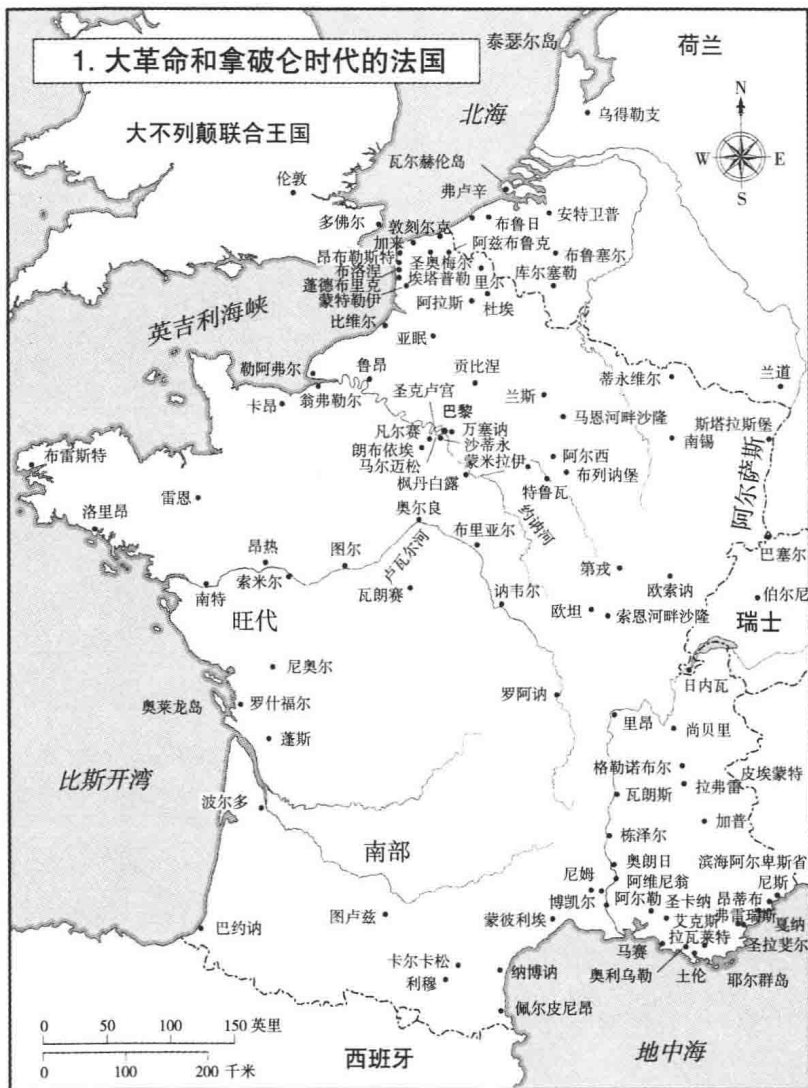 1. 大革命和拿破仑时代的法国
泰瑟尔岛
荷兰
北海
乌得勒支
大不列颠联合王国
N
W
E
S
伦敦
瓦尔赫伦岛
弗卢辛
多佛尔
敦刻尔克
布鲁日
安特卫普
加来
阿兹布鲁克
昂布勒斯特
圣奥梅尔
布鲁塞尔
布洛涅
埃塔普勒
里尔
库尔塞勒
蓬德布里克
蒙特勒伊
阿拉斯
杜埃
英吉利海峡
比维尔
亚眠
勒阿弗尔
鲁昂
贡比涅
蒂永维尔
兰道
翁弗勒尔
圣克卢宫
兰斯
卡昂
巴黎
马恩河畔沙隆
斯塔拉斯堡
凡尔赛
万塞讷
南锡
朗布依埃
沙蒂永
阿尔西
马尔迈松
蒙米拉伊
布列讷堡
布雷斯特
枫丹白露
特鲁瓦
阿尔萨斯
雷恩
奥尔良
约讷河
洛里昂
布里亚尔
巴塞尔
昂热
图尔
卢瓦尔河
第戎
欧索讷
南特
索米尔
瓦朗赛
讷韦尔
伯尔尼
旺代
欧坦
索恩河畔沙隆
瑞士
尼奥尔
日内瓦
奥莱龙岛
罗什福尔
罗阿讷
里昂
尚贝里
蓬斯
格勒诺布尔
皮埃蒙特
比斯开湾
拉弗雷
瓦朗斯
波尔多
加普
南部
栋泽尔
奥朗日
滨海阿尔卑斯省
尼姆
阿维尼翁
尼斯
博凯尔
阿尔勒
圣卡纳
昂蒂布
巴约讷
图卢兹
蒙彼利埃
艾克斯
弗雷瑞斯
戛纳
马赛
拉瓦莱特
圣拉斐尔
卡尔卡松
纳博讷
奥利乌勒
土伦
耶尔群岛
利穆
佩尔皮尼昂
0 50 100 150 英里
0 100 200 千米
西班牙
地中海